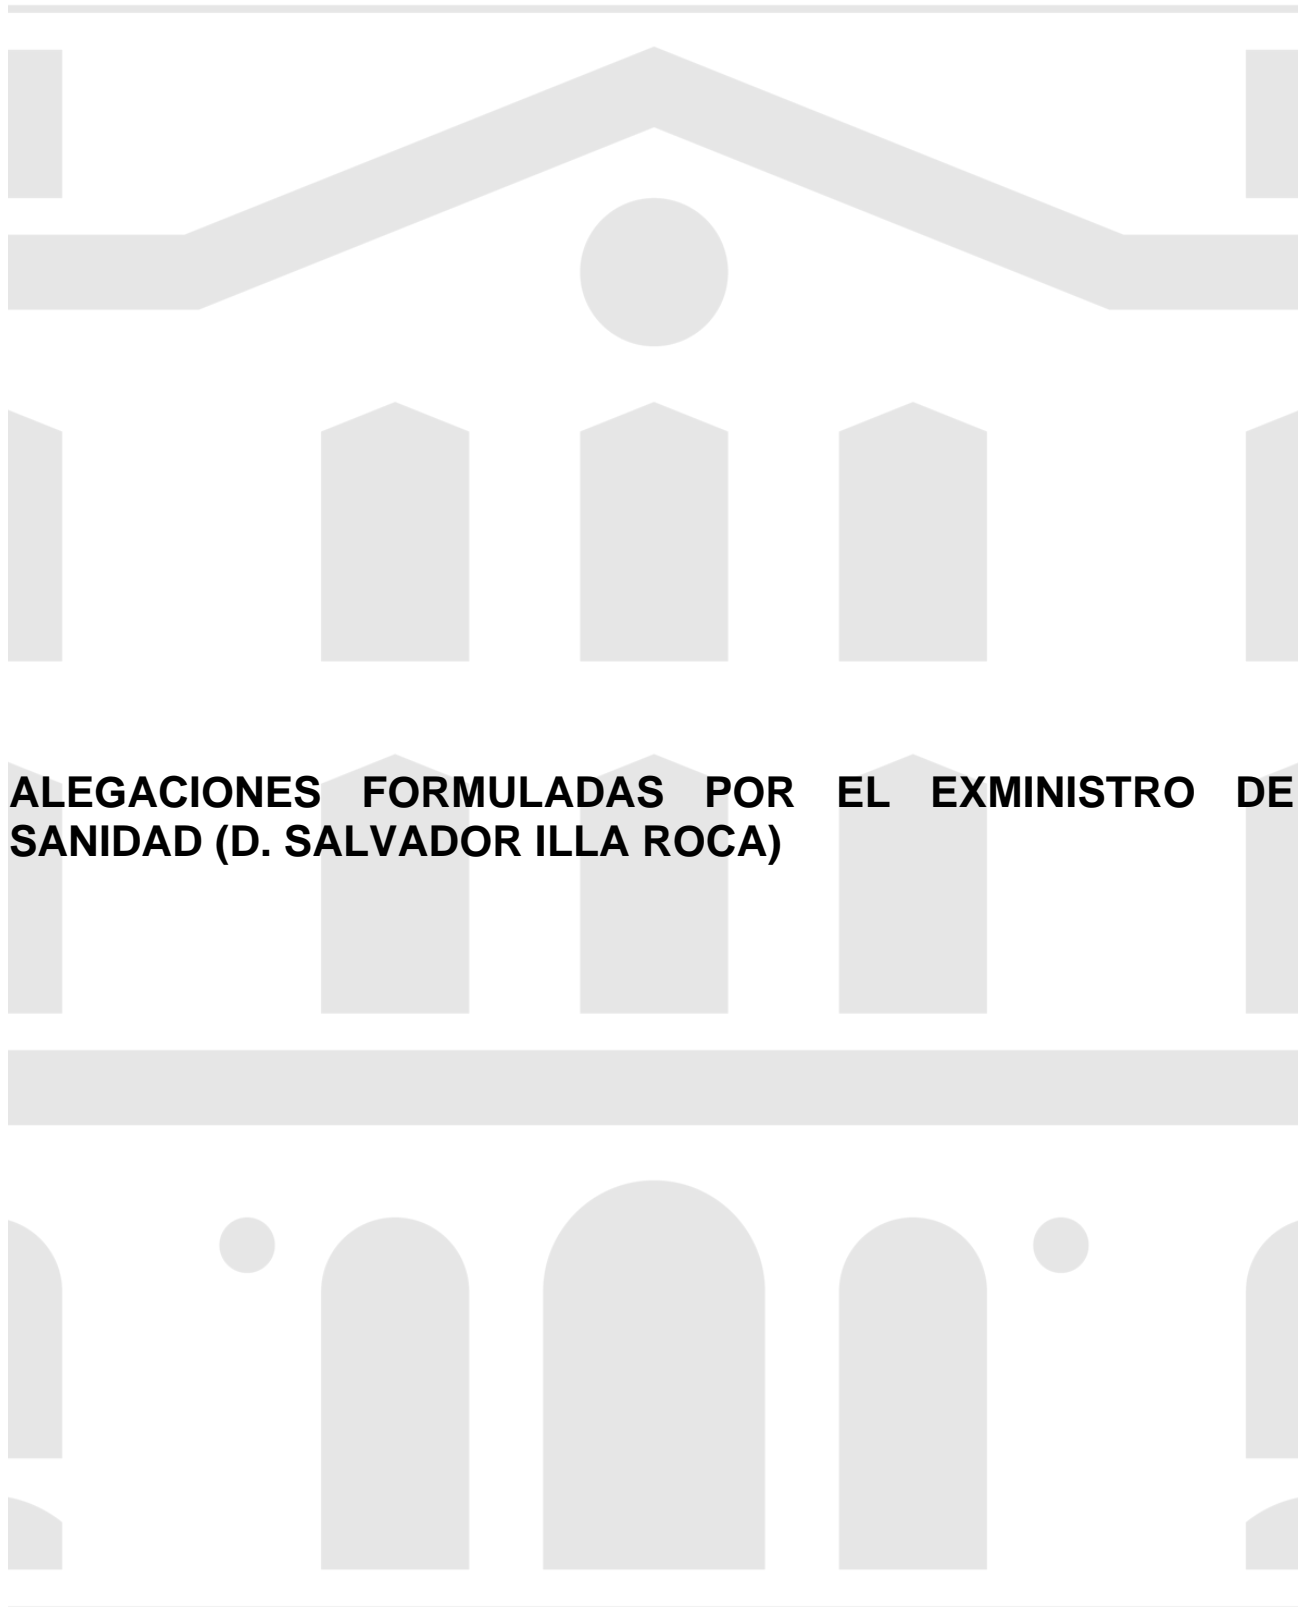 ALEGACIONES FORMULADAS POR EL EXMINISTRO DE
SANIDAD (D. SALVADOR ILLA ROCA)